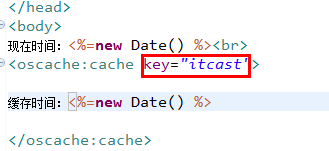 </head>
<body>
现在时间：<%=new Date() %><br>
<oscache:cache key="itcast">
缓存时间：<%=new Date() %>
</oscache:cache>